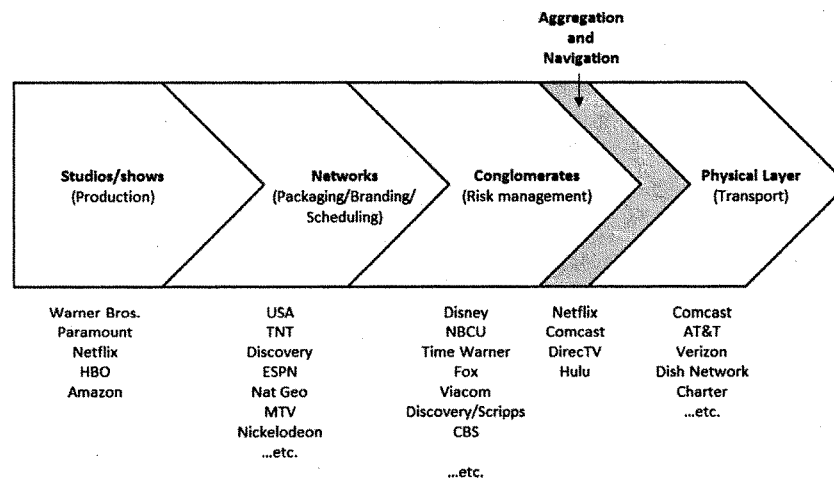 Aggregation
and
Navigation
Studios/shows
(Production)
Networks
(Packaging/Branding/
Scheduling)
Conglomerates
(Risk management)
Physical Layer
(Transport)
Warner Bros.
Paramount
Netflix
HBO
Amazon
USA
TNT
Discovery
ESPN
Nat Geo
MTV
Nickelodeon
...etc.
Disney
NBCU
Time Warner
Fox
Viacom
Discovery/Scripps
CBS
...etc.
Netflix
Comcast
DirecTV
Hulu
Comcast
AT&T
Verizon
Dish Network
Charter
...etc.